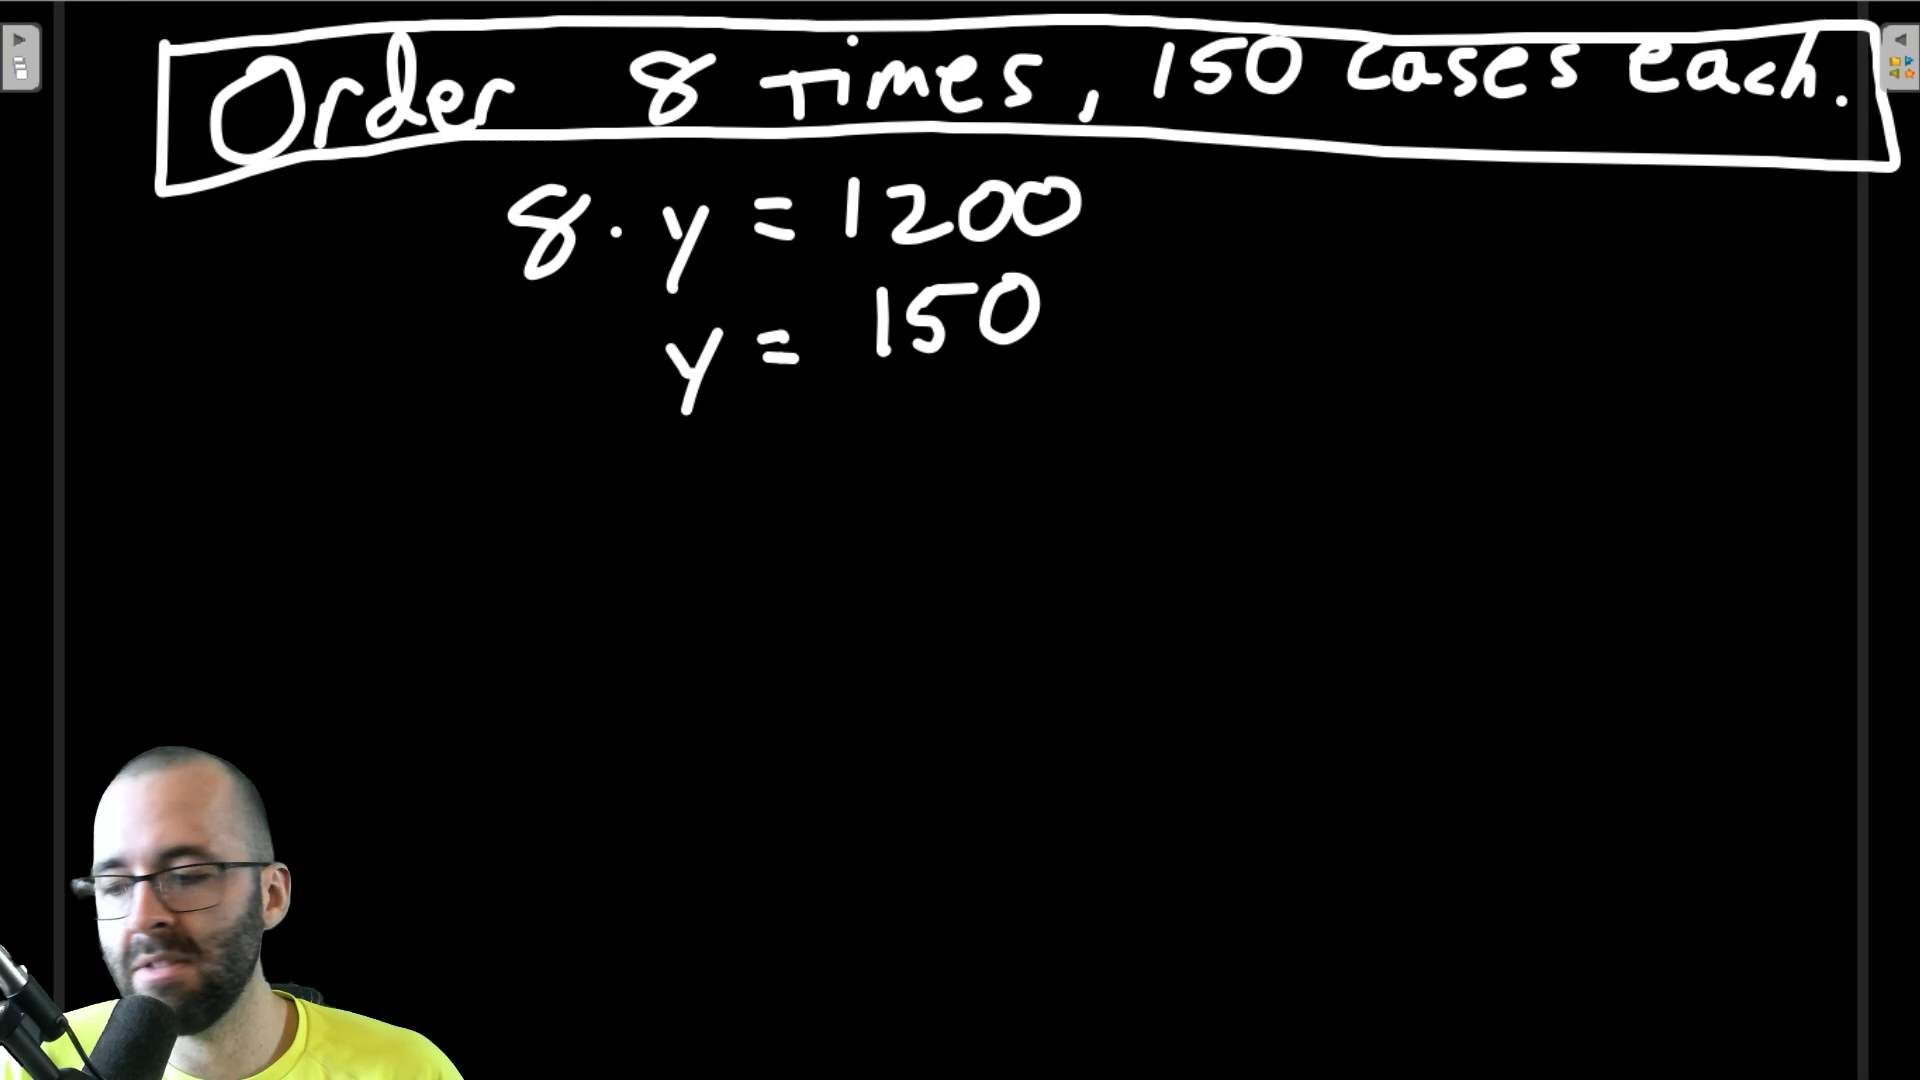 Order 8 times, 150 cases each.
8 · y = 1200
y = 150